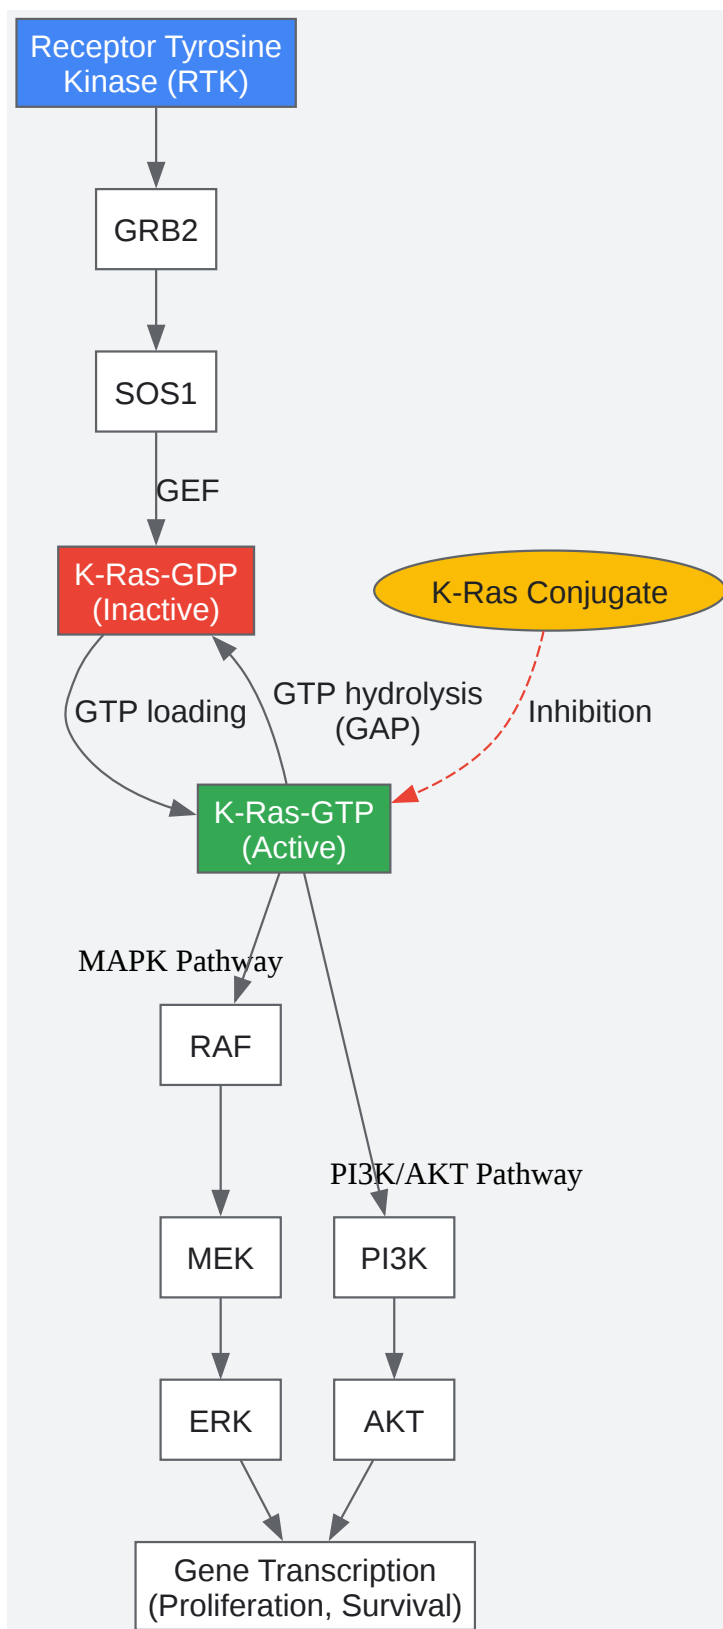 Receptor Tyrosine
Kinase (RTK)
GRB2
SOS1
GEF
K-Ras-GDP
(Inactive)
K-Ras Conjugate
GTP loading
GTP hydrolysis
(GAP)
Inhibition
K-Ras-GTP
(Active)
MAPK Pathway
RAF
PI3K/AKT Pathway
MEK
PI3K
ERK
AKT
Gene Transcription
(Proliferation, Survival)